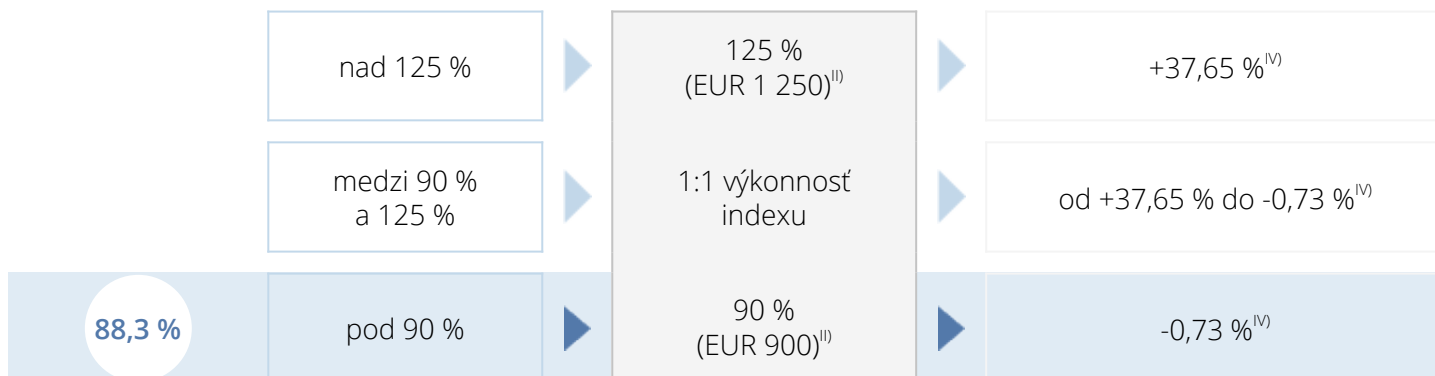 nad 125 %
125 %
(EUR 1 250)II)
+37,65 %IV)
medzi 90 %
a 125 %
1:1 výkonnosť
indexu
od +37,65 % do -0,73 %IV)
88,3 %
pod 90 %
90 %
(EUR 900)II)
-0,73 %IV)